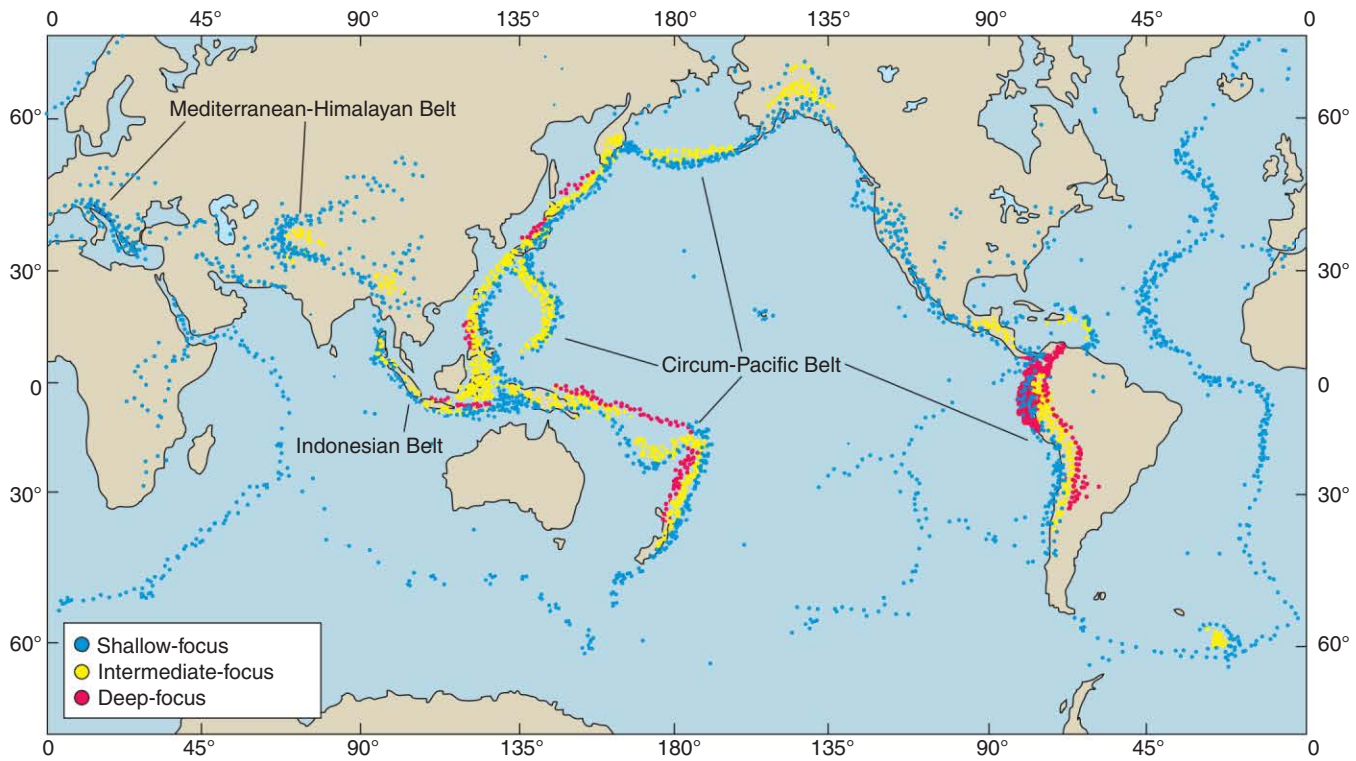 0 45° 90° 135° 180° 135° 90° 45° 0
Mediterranean-Himalayan Belt
60° 60°
30° 30°
Circum-Pacific Belt
0 0
Indonesian Belt
30° 30°
60° 60°
Shallow-focus
Intermediate-focus
Deep-focus
0 45° 90° 135° 180° 135° 90° 45° 0